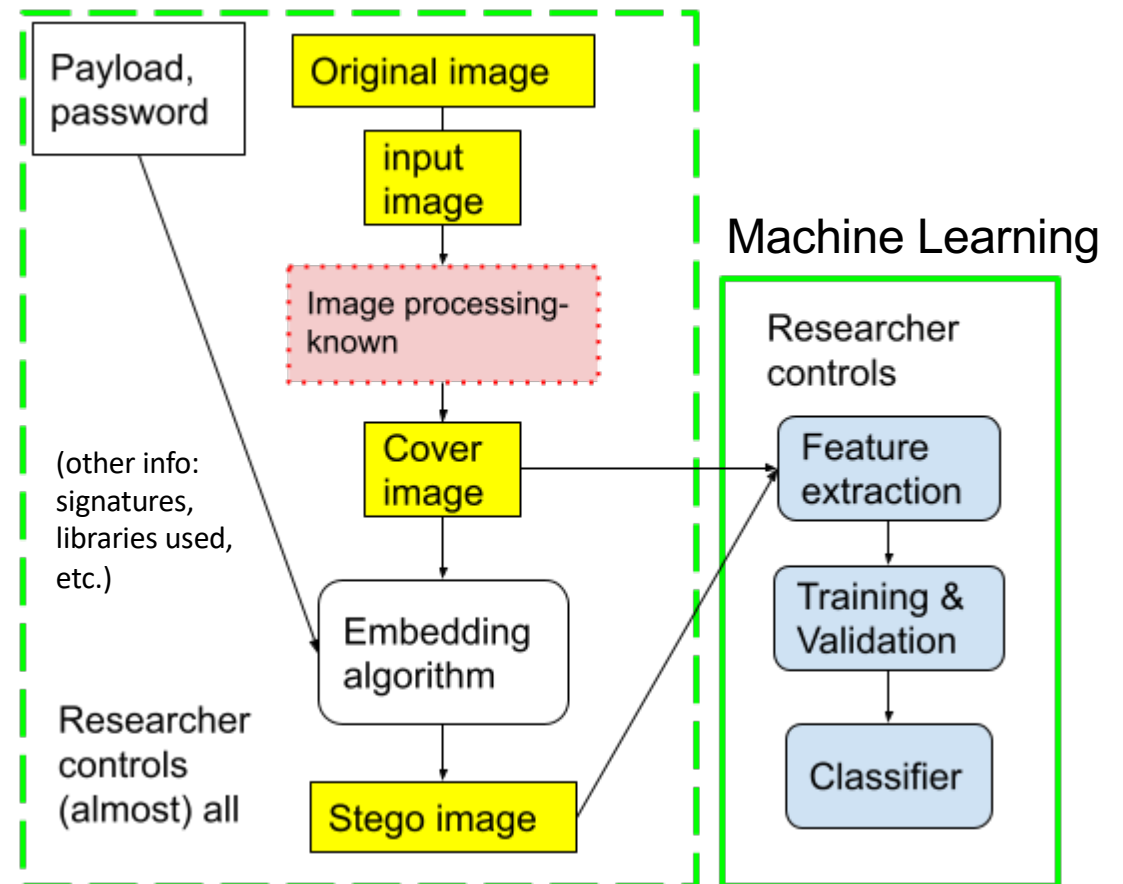 Payload,
password
Original image
input
image
Image processing-
known
Cover
image
(other info:
signatures,
libraries used,
etc.)
Embedding
algorithm
Researcher
controls
(almost) all
Stego image
Machine Learning
Researcher
controls
Feature
extraction
Training &
Validation
Classifier